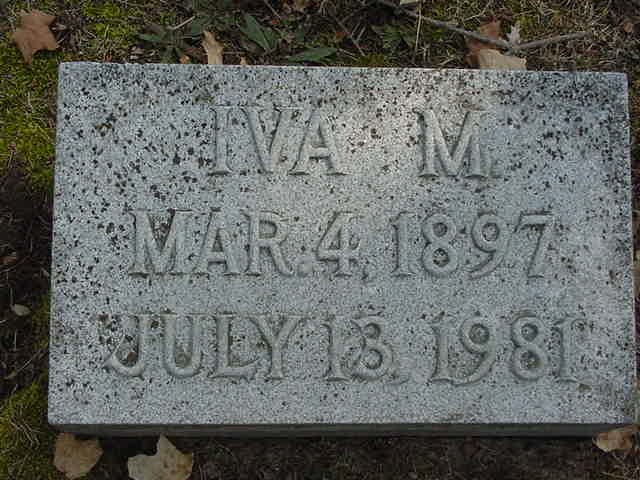 IVA M.
MAR. 4, 1897
JULY 13, 1981